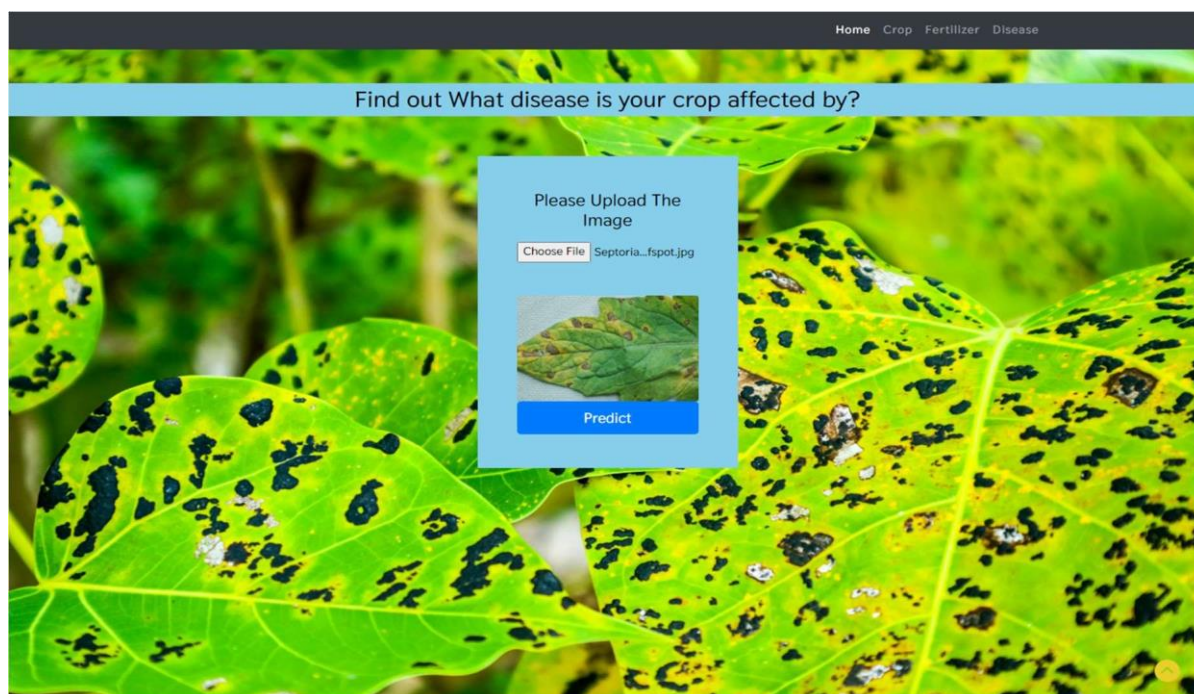 Home Crop Fertilizer Disease
Find out What disease is your crop affected by?
Please Upload The
Image
Choose File Septoria...fspot.jpg
Predict